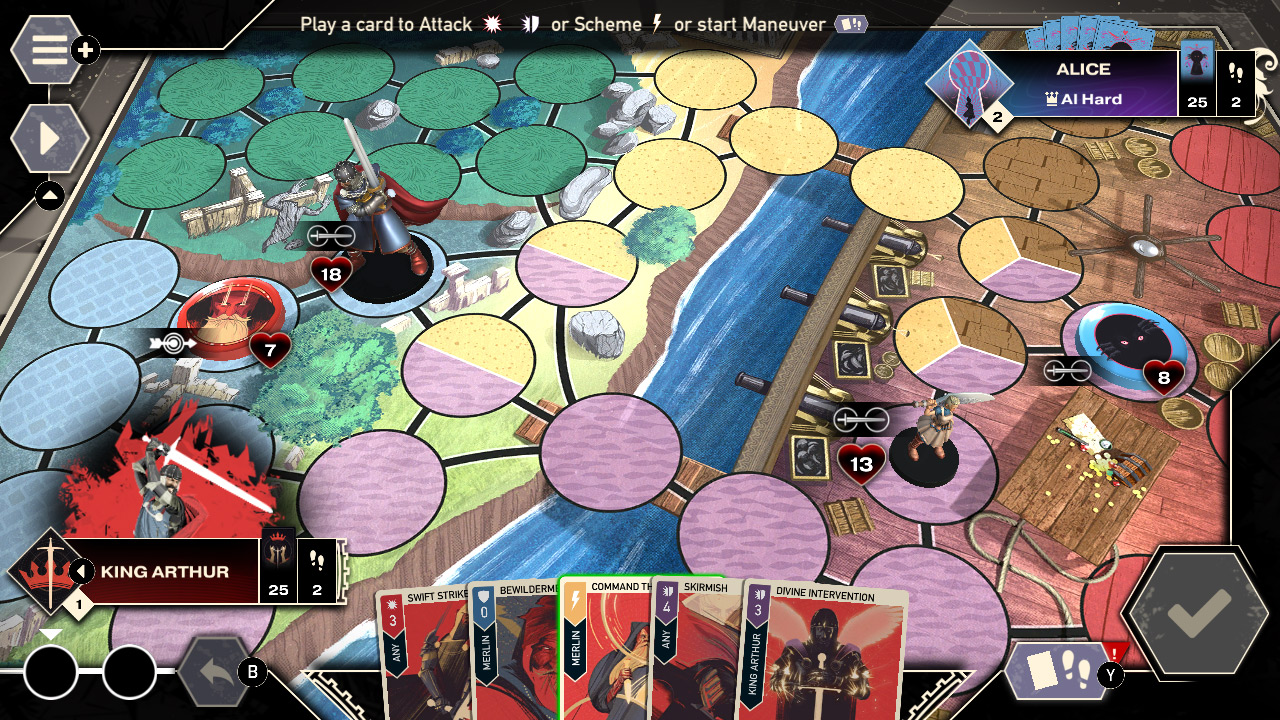 Play a card to Attack or Scheme or start Maneuver
ALICE
AI Hard
2
25
2
18
7
8
13
KING ARTHUR
1
25
2
SWIFT STRIKE
3
ANY
BEWILDERME
0
MERLIN
COMMAND TH
MERLIN
SKIRMISH
4
ANY
DIVINE INTERVENTION
3
KING ARTHUR
B
Y
!